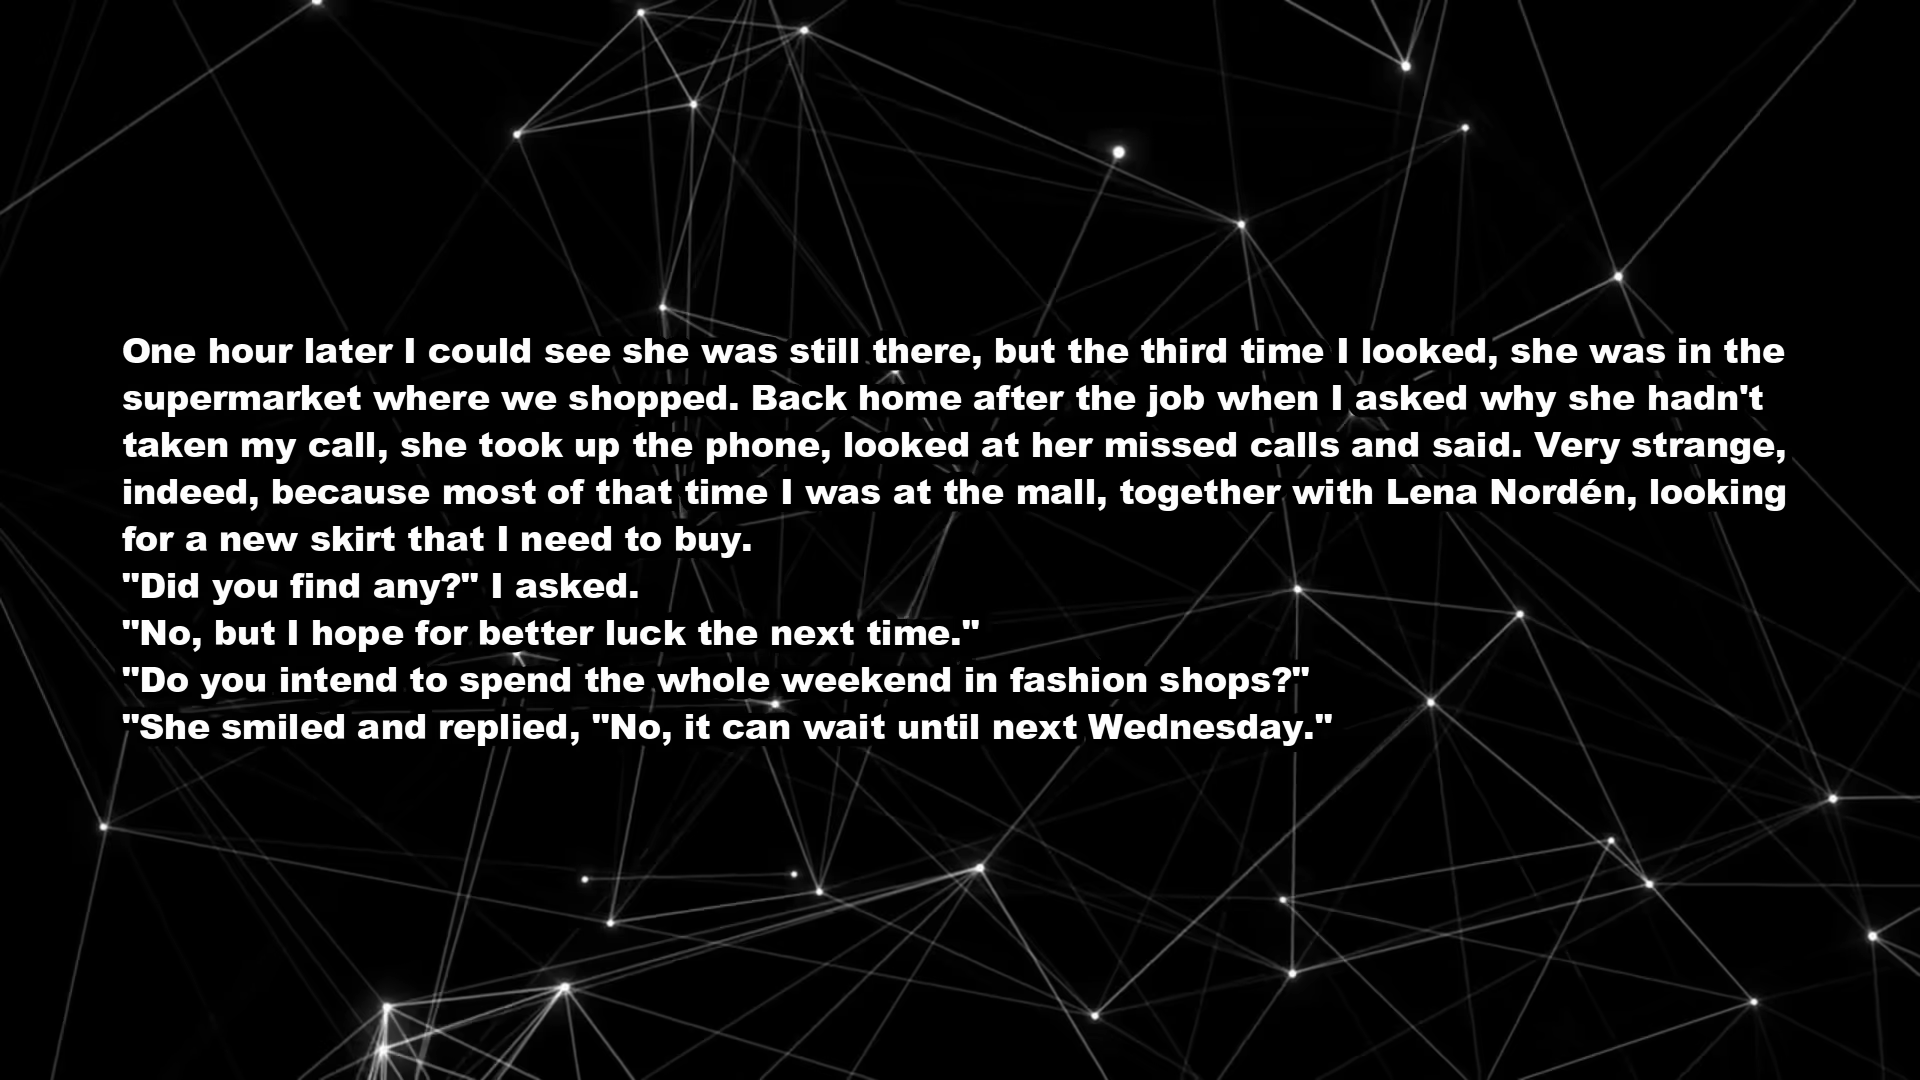 One hour later I could see she was still there, but the third time I looked, she was in the
supermarket where we shopped. Back home after the job when I asked why she hadn't
taken my call, she took up the phone, looked at her missed calls and said. Very strange,
indeed, because most of that time I was at the mall, together with Lena Nordén, looking
for a new skirt that I need to buy.
"Did you find any?" I asked.
"No, but I hope for better luck the next time."
"Do you intend to spend the whole weekend in fashion shops?"
"She smiled and replied, "No, it can wait until next Wednesday."